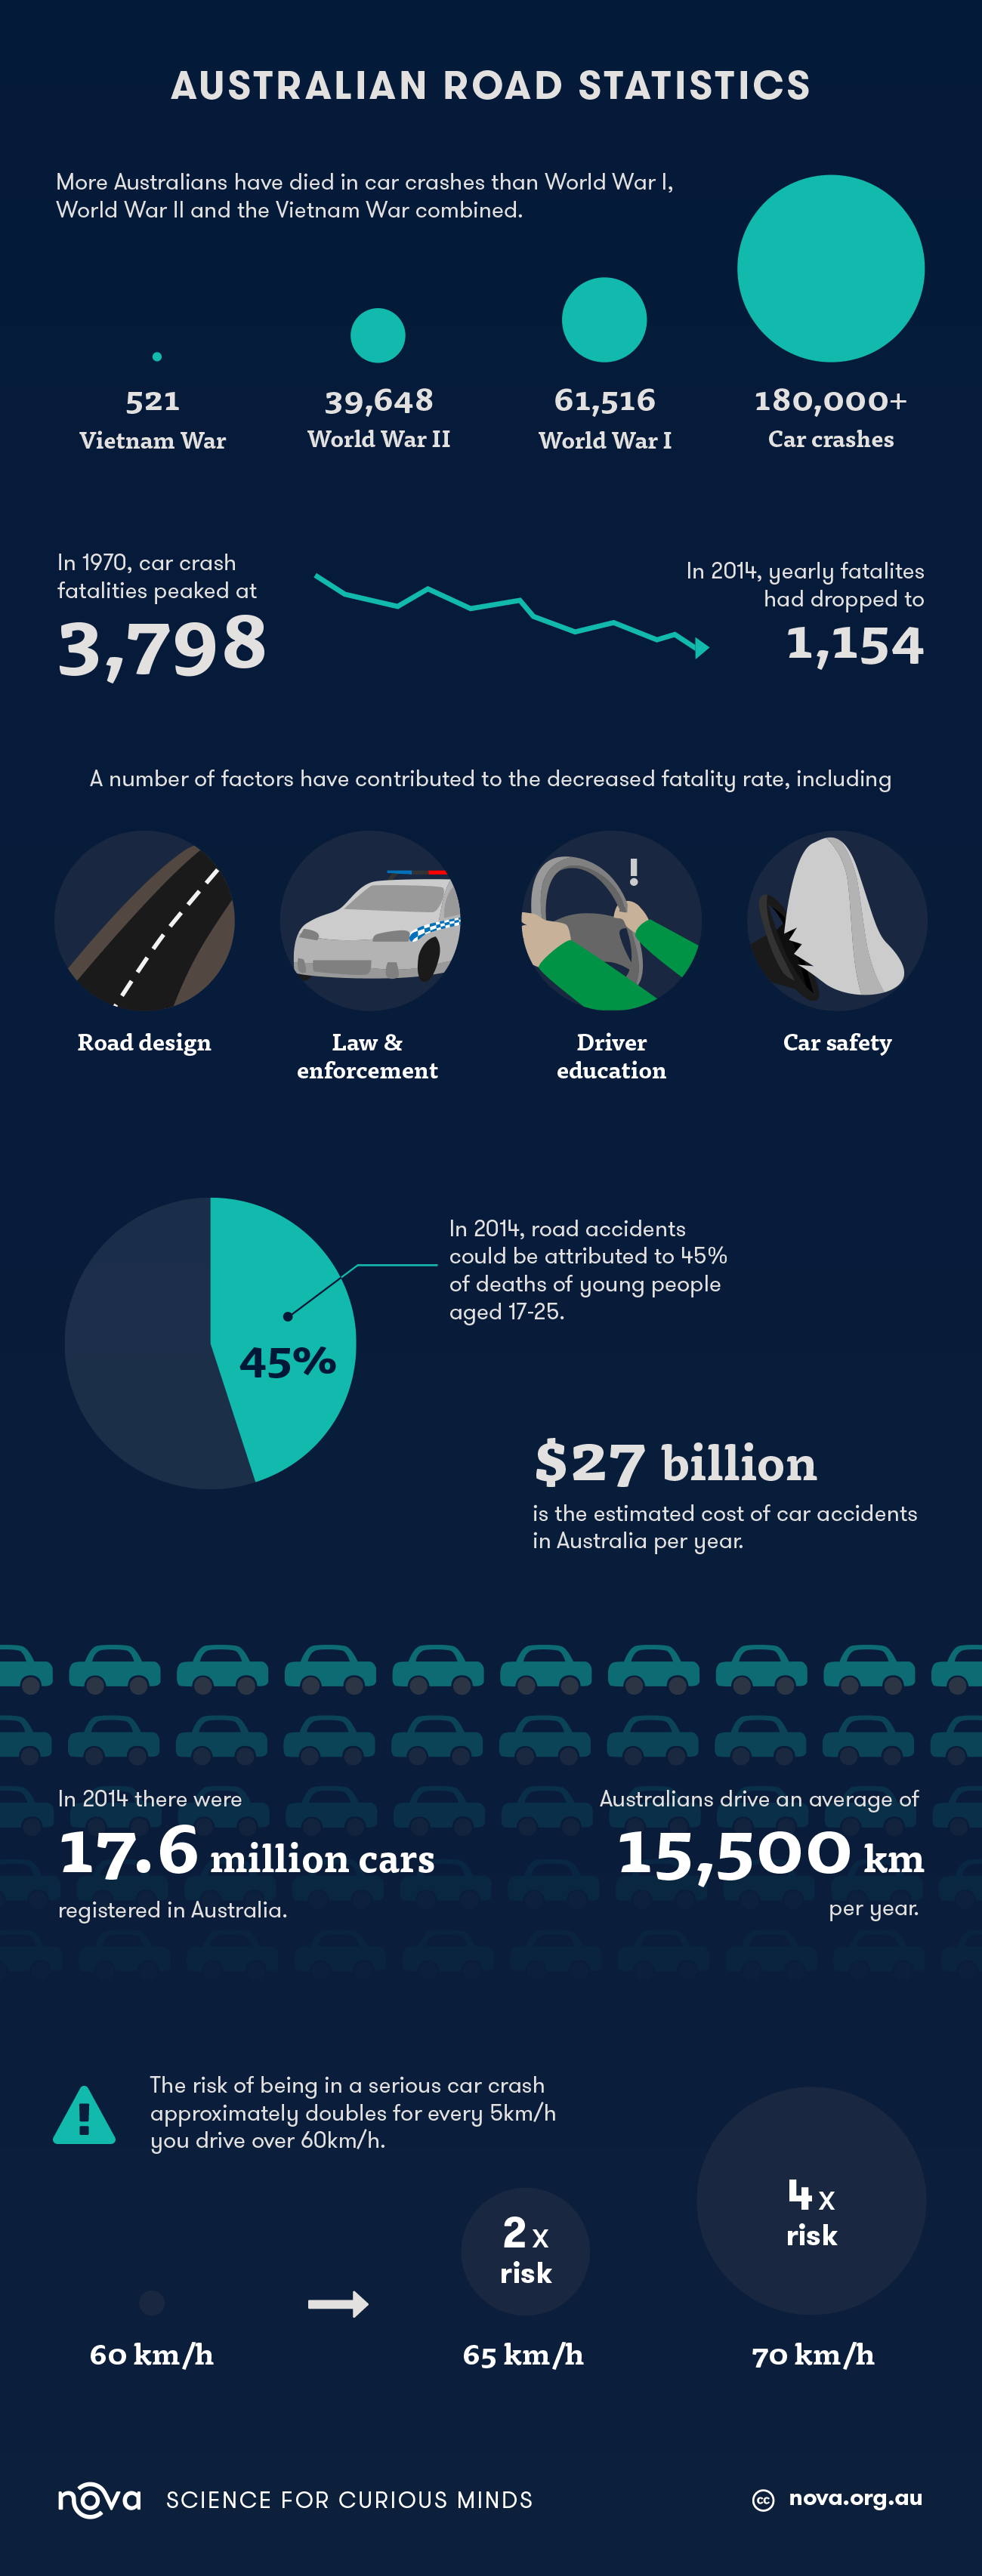 AUSTRALIAN ROAD STATISTICS
More Australians have died in car crashes than World War I,
World War II and the Vietnam War combined.
521
Vietnam War
39,648
World War II
61,516
World War I
180,000+
Car crashes
In 1970, car crash
fatalities peaked at
3,798
In 2014, yearly fatalites
had dropped to
1,154
A number of factors have contributed to the decreased fatality rate, including
!
Road design
Law &
enforcement
Driver
education
Car safety
In 2014, road accidents
could be attributed to 45%
of deaths of young people
aged 17-25.
45%
$27 billion
is the estimated cost of car accidents
in Australia per year.
In 2014 there were
17.6 million cars
registered in Australia.
Australians drive an average of
15,500 km
per year.
!
The risk of being in a serious car crash
approximately doubles for every 5km/h
you drive over 60km/h.
60 km/h
2 x
risk
65 km/h
4 x
risk
70 km/h
nova SCIENCE FOR CURIOUS MINDS
cc nova.org.au